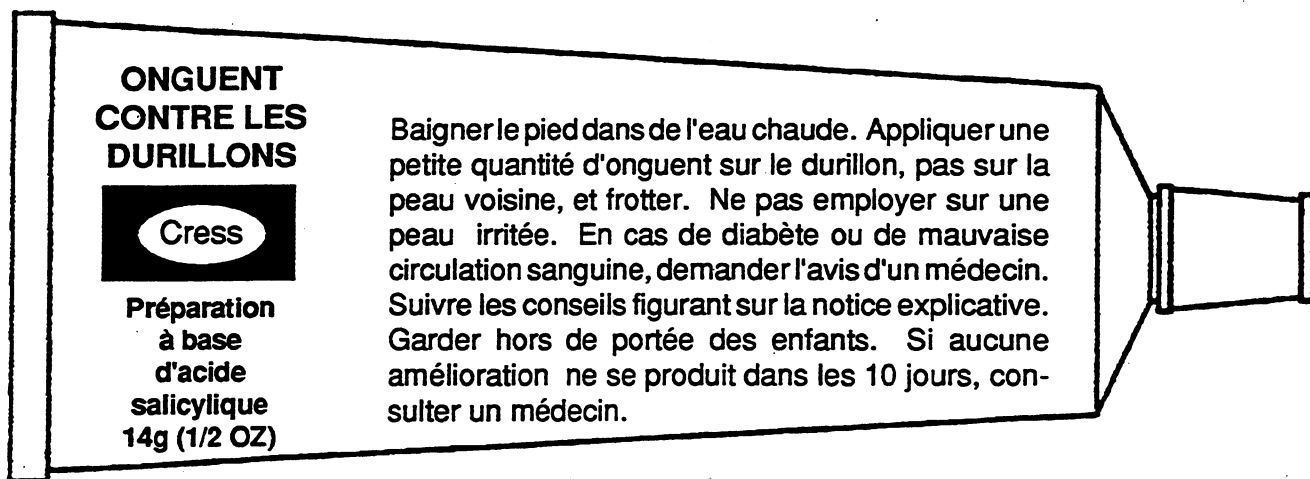 ONGUENT
CONTRE LES
DURILLONS
Cress
Préparation
à base
d'acide
salicylique
14g (1/2 OZ)
Baigner le pied dans de l'eau chaude. Appliquer une
petite quantité d'onguent sur le durillon, pas sur la
peau voisine, et frotter. Ne pas employer sur une
peau irritée. En cas de diabète ou de mauvaise
circulation sanguine, demander l'avis d'un médecin.
Suivre les conseils figurant sur la notice explicative.
Garder hors de portée des enfants. Si aucune
amélioration ne se produit dans les 10 jours, con-
sulter un médecin.